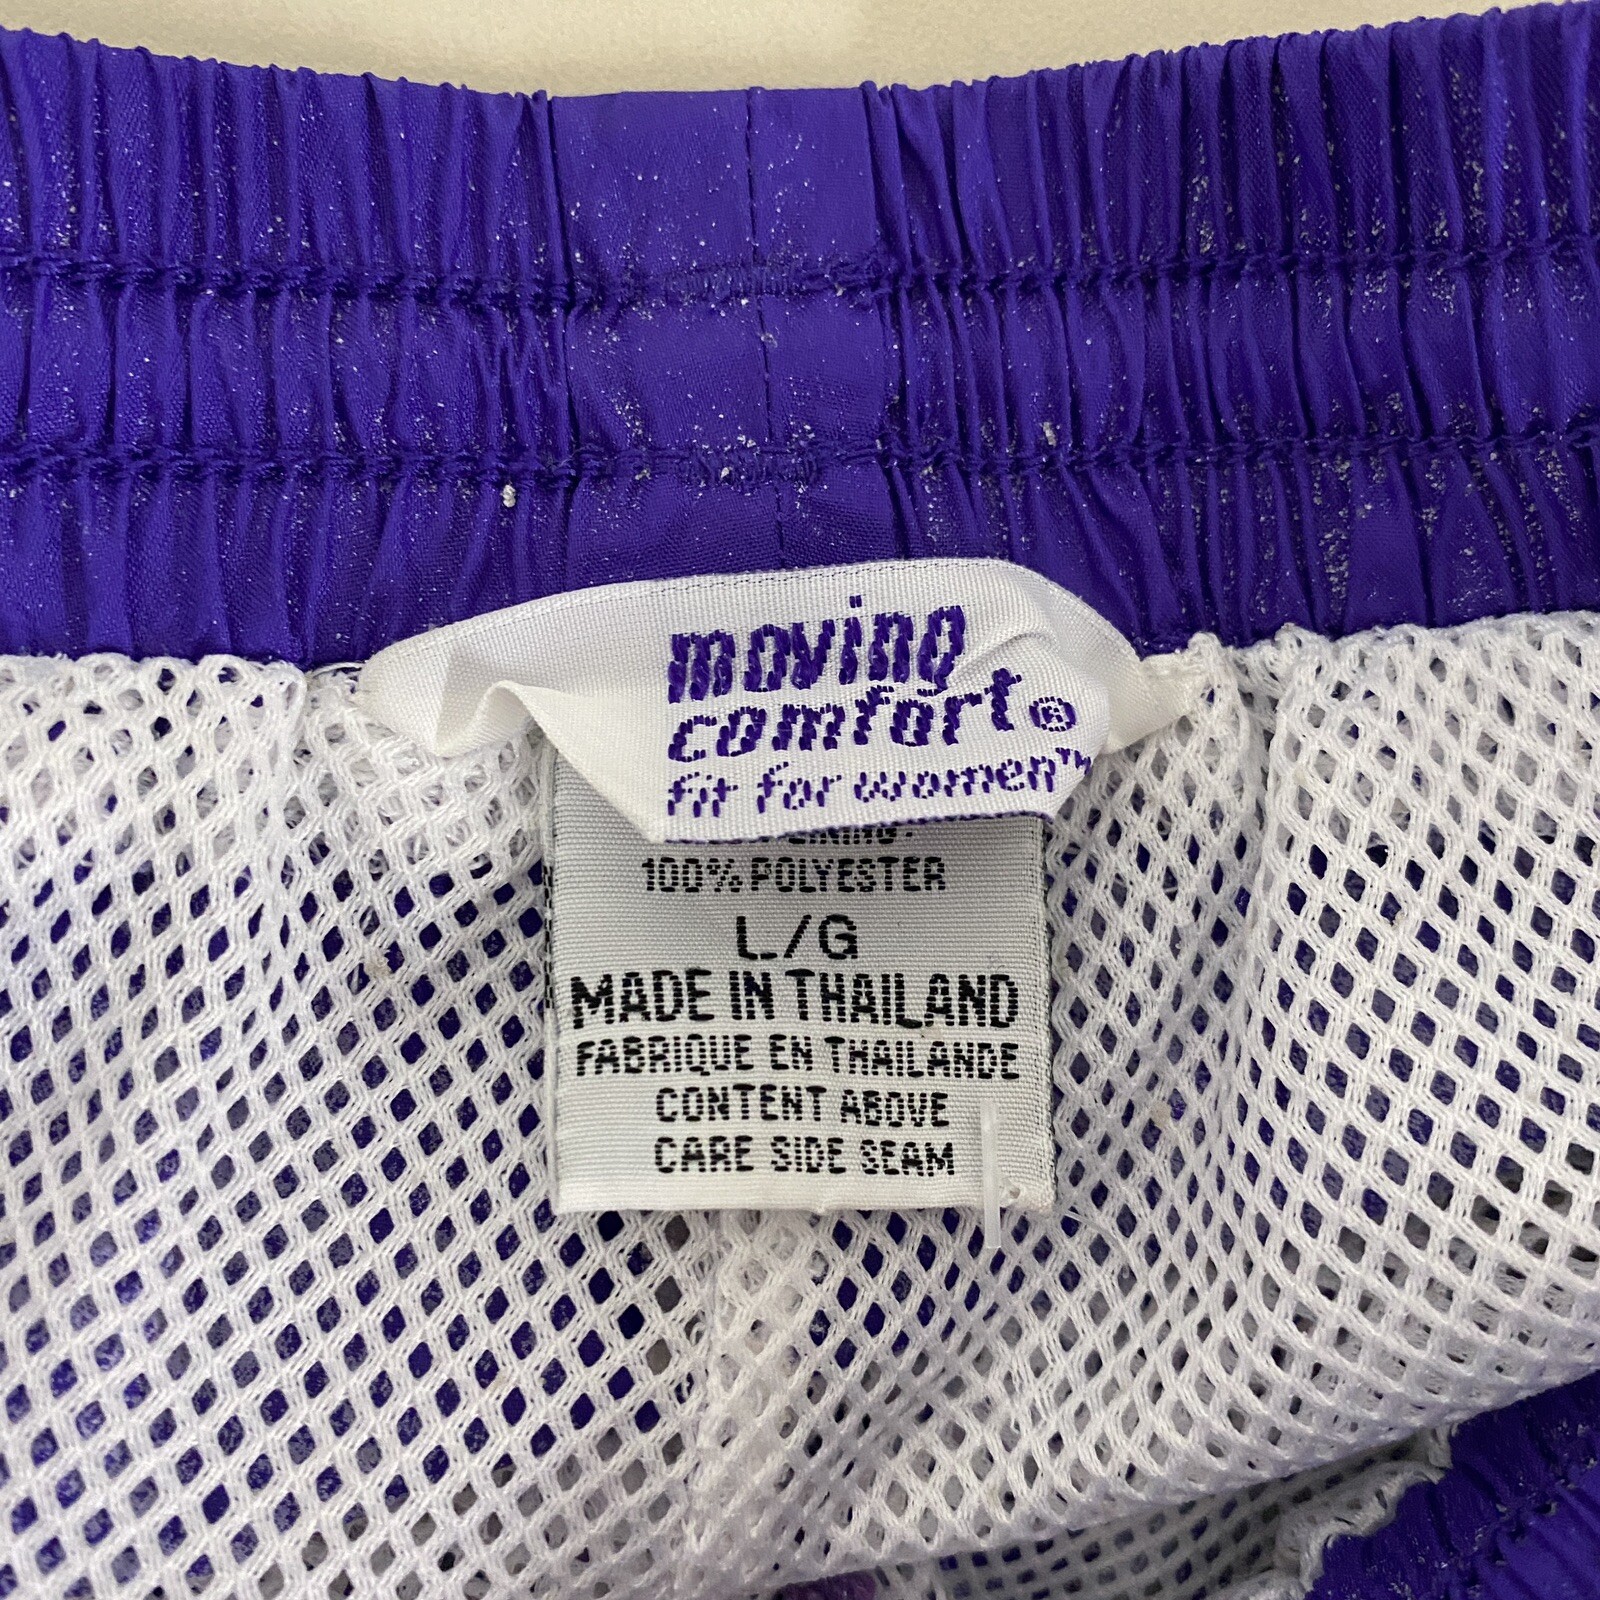 moving
comfort®
fit for women™
100% POLYESTER
L/G
MADE IN THAILAND
FABRIQUE EN THAILANDE
CONTENT ABOVE
CARE SIDE SEAM